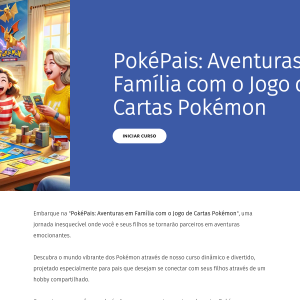 PokéPais: Aventuras
Família com o Jogo
Cartas Pokémon
INICIAR CURSO
Embarque na "PokéPais: Aventuras em Família com o Jogo de Cartas Pokémon", uma
jornada inesquecível onde você e seus filhos se tornarão parceiros em aventuras
emocionantes.
Descubra o mundo vibrante dos Pokémon através de nosso curso dinâmico e divertido,
projetado especialmente para pais que desejam se conectar com seus filhos através de um
hobby compartilhado.